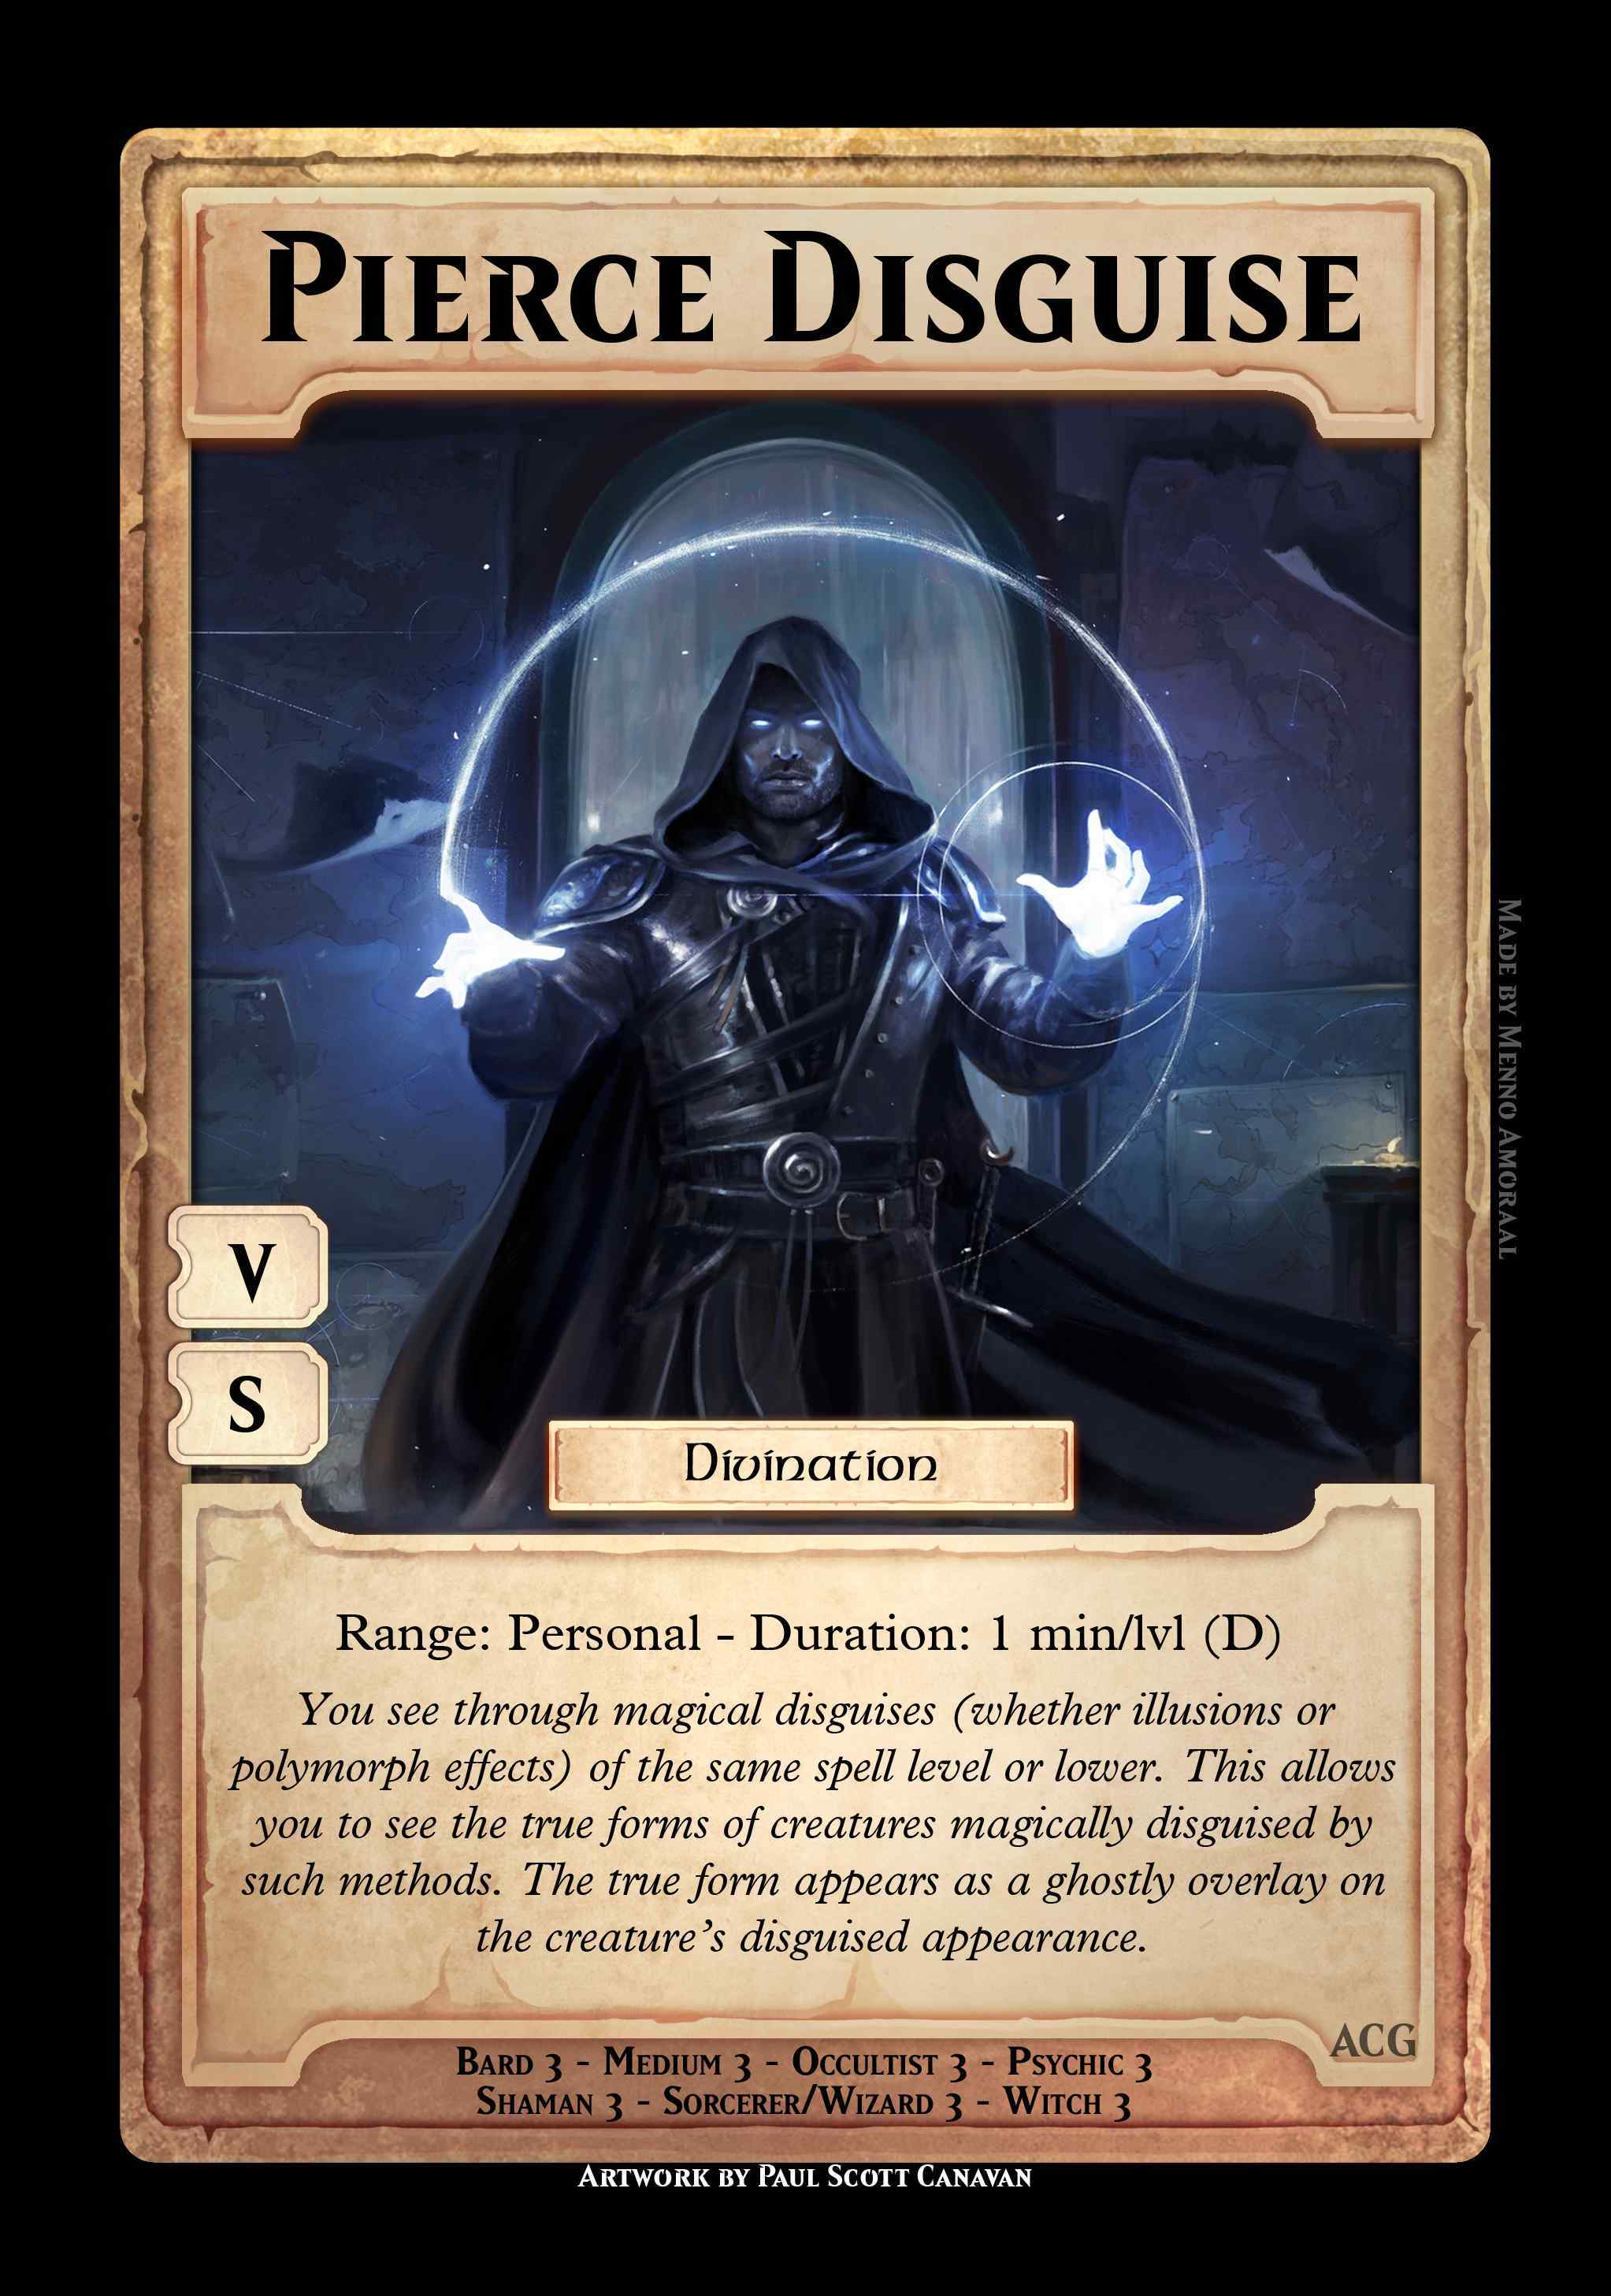 Pierce Disguise
V
S
Divination
Range: Personal - Duration: 1 min/lvl (D)
You see through magical disguises (whether illusions or
polymorph effects) of the same spell level or lower. This allows
you to see the true forms of creatures magically disguised by
such methods. The true form appears as a ghostly overlay on
the creature's disguised appearance.
ACG
Bard 3 - Medium 3 - Occultist 3 - Psychic 3
Shaman 3 - Sorcerer/Wizard 3 - Witch 3
Artwork by Paul Scott Canavan
Made by Menno Amoraal